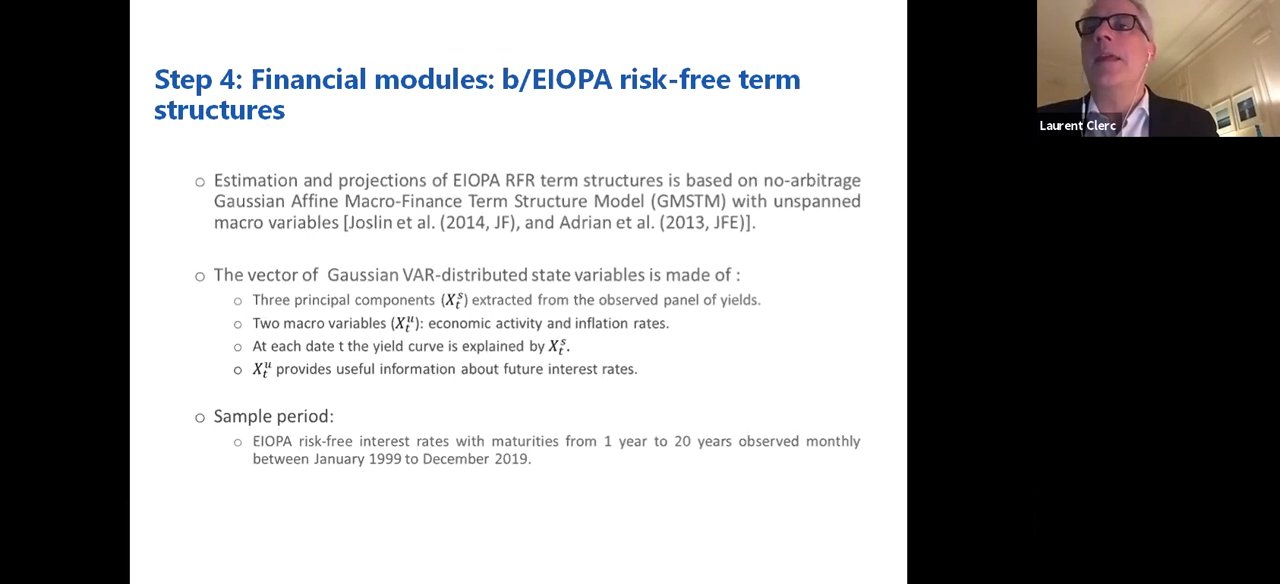 Step 4: Financial modules: b/EIOPA risk-free term
structures
○ Estimation and projections of EIOPA RFR term structures is based on no-arbitrage
Gaussian Affine Macro-Finance Term Structure Model (GMSTM) with unspanned
macro variables [Joslin et al. (2014, JF), and Adrian et al. (2013, JFE)].
○ The vector of Gaussian VAR-distributed state variables is made of :
○ Three principal components (𝑋ₜˢ) extracted from the observed panel of yields.
○ Two macro variables (𝑋ₜᵘ): economic activity and inflation rates.
○ At each date t the yield curve is explained by 𝑋ₜˢ.
○ 𝑋ₜᵘ provides useful information about future interest rates.
○ Sample period:
○ EIOPA risk-free interest rates with maturities from 1 year to 20 years observed monthly
between January 1999 to December 2019.
Laurent Clerc